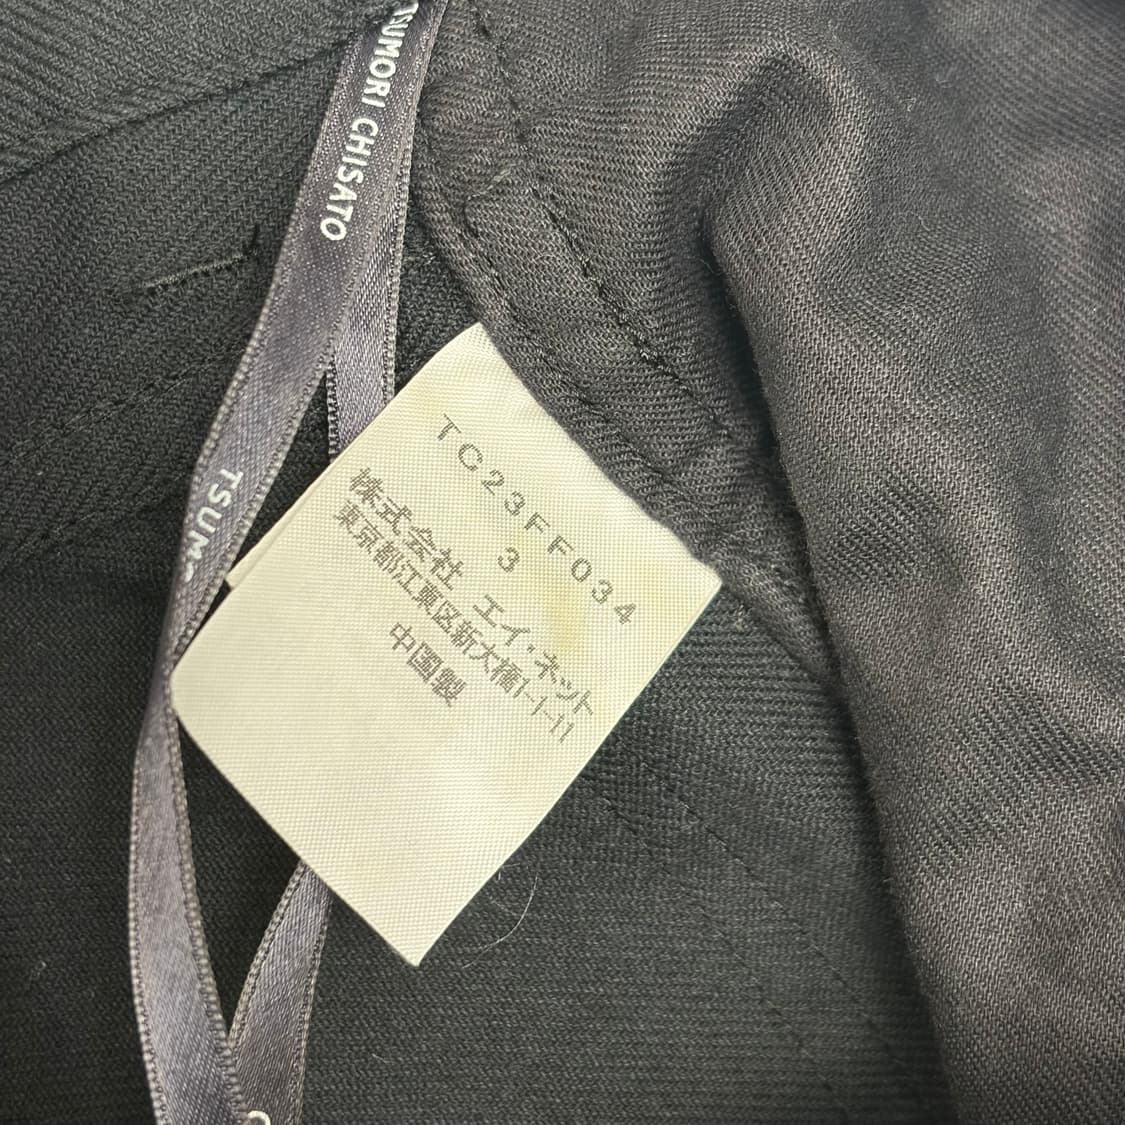 TSUMORI CHISATO
TSUMO
TC23FF034
3
株式会社 エイ・ネット
東京都江東区新大橋1-1-11
中国製